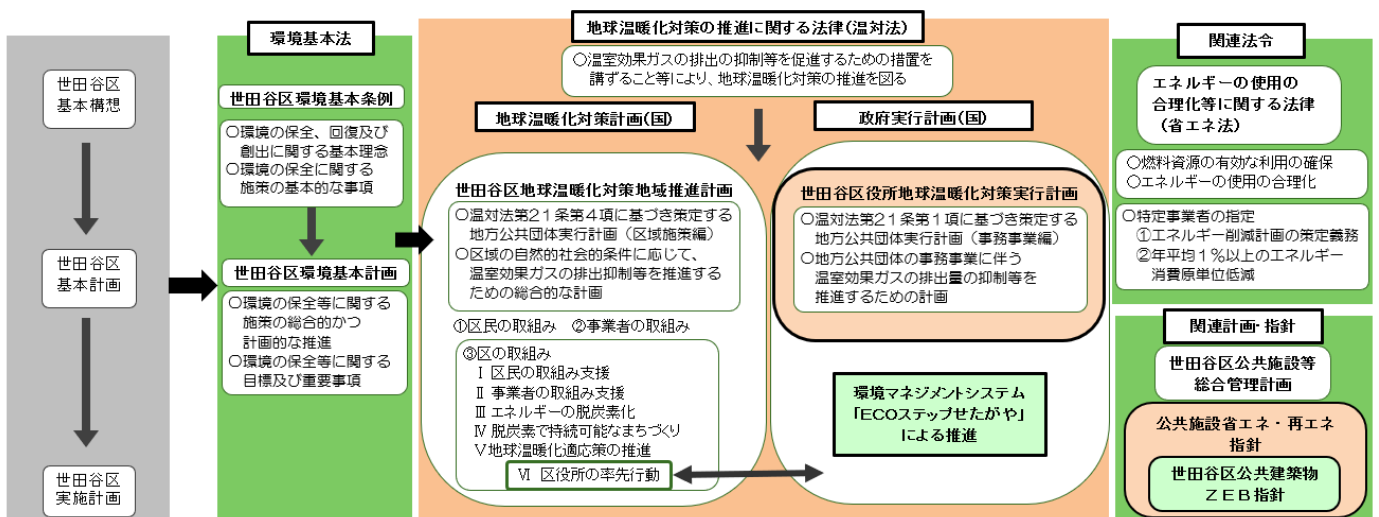 世田谷区
基本構想
世田谷区
基本計画
世田谷区
実施計画
環境基本法
世田谷区環境基本条例
○環境の保全、回復及び
創出に関する基本理念
○環境の保全に関する
施策の基本的な事項
世田谷区環境基本計画
○環境の保全等に関する
施策の総合的かつ
計画的な推進
○環境の保全等に関する
目標及び重要事項
地球温暖化対策の推進に関する法律(温対法)
○温室効果ガスの排出の抑制等を促進するための措置を
講ずること等により、地球温暖化対策の推進を図る
地球温暖化対策計画(国)
世田谷区地球温暖化対策地域推進計画
○温対法第21条第4項に基づき策定する
地方公共団体実行計画（区域施策編）
○区域の自然的社会的条件に応じて、
温室効果ガスの排出抑制等を推進する
ための総合的な計画
①区民の取組み ②事業者の取組み
③区の取組み
Ⅰ 区民の取組み支援
Ⅱ 事業者の取組み支援
Ⅲ エネルギーの脱炭素化
Ⅳ 脱炭素で持続可能なまちづくり
Ⅴ地球温暖化適応策の推進
Ⅵ 区役所の率先行動
政府実行計画(国)
世田谷区役所地球温暖化対策実行計画
○温対法第21条第1項に基づき策定する
地方公共団体実行計画（事務事業編）
○地方公共団体の事務事業に伴う
温室効果ガスの排出量の抑制等を
推進するための計画
環境マネジメントシステム
「ECOステップせたがや」
による推進
関連法令
エネルギーの使用の
合理化等に関する法律
（省エネ法）
○燃料資源の有効な利用の確保
○エネルギーの使用の合理化
○特定事業者の指定
①エネルギー削減計画の策定義務
②年平均1％以上のエネルギー
消費原単位低減
関連計画・指針
世田谷区公共施設等
総合管理計画
公共施設省エネ・再エネ
指針
世田谷区公共建築物
ＺＥＢ指針